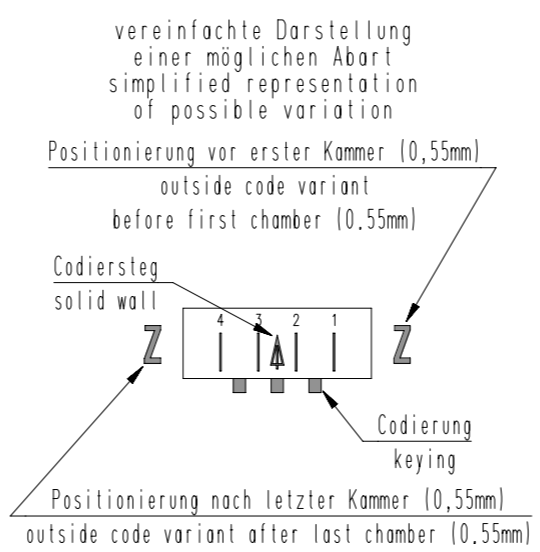 vereinfachte Darstellung
einer möglichen Abart
simplified representation
of possible variation
Positionierung vor erster Kammer (0,55mm)
outside code variant
before first chamber (0.55mm)
Codiersteg
solid wall
4 3 2 1
Z Z
Codierung
keying
Positionierung nach letzter Kammer (0,55mm)
outside code variant after last chamber (0,55mm)